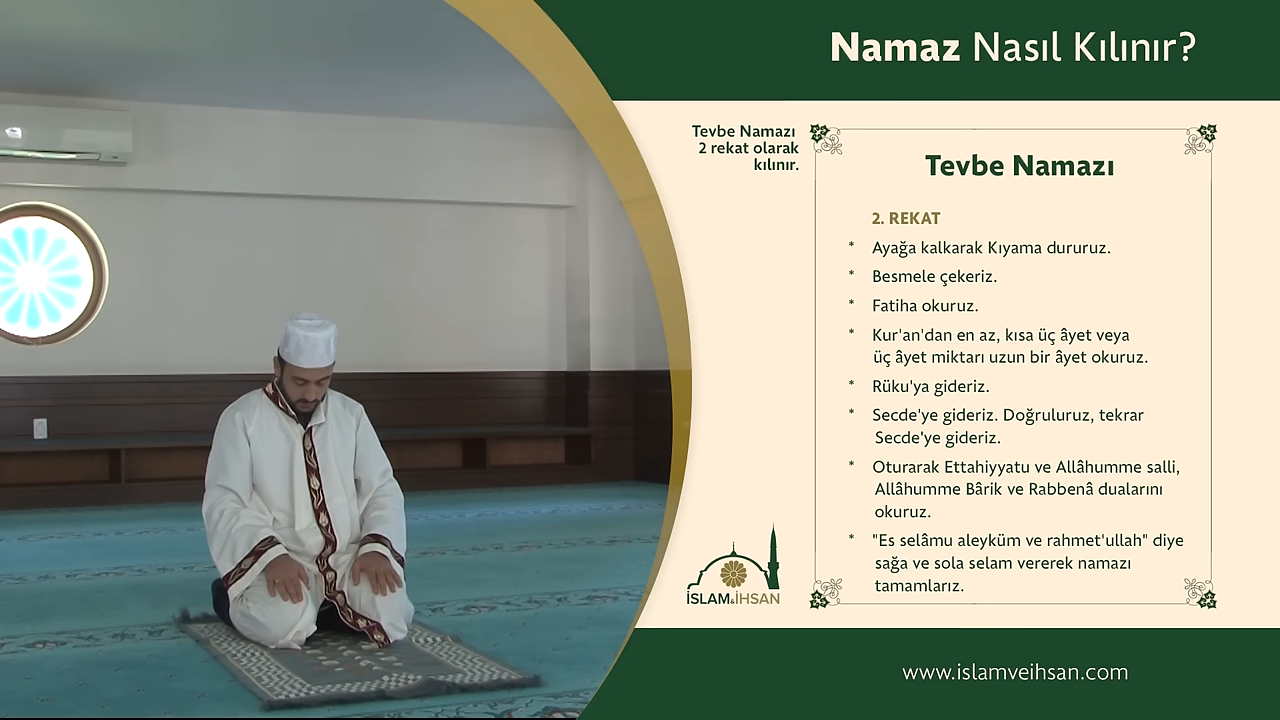 Namaz Nasıl Kılınır?
Tevbe Namazı
2 rekat olarak
kılınır.
Tevbe Namazı
2. REKAT
* Ayağa kalkarak Kıyama dururuz.
* Besmele çekeriz.
* Fatiha okuruz.
* Kur'an'dan en az, kısa üç âyet veya
üç âyet miktarı uzun bir âyet okuruz.
* Rüku'ya gideriz.
* Secde'ye gideriz. Doğruluruz, tekrar
Secde'ye gideriz.
* Oturarak Ettahiyyatu ve Allâhumme salli,
Allâhumme Bârik ve Rabbenâ dualarını
okuruz.
* "Es selâmu aleyküm ve rahmet'ullah" diye
sağa ve sola selam vererek namazı
tamamlarız.
İSLAM&İHSAN
www.islamveihsan.com